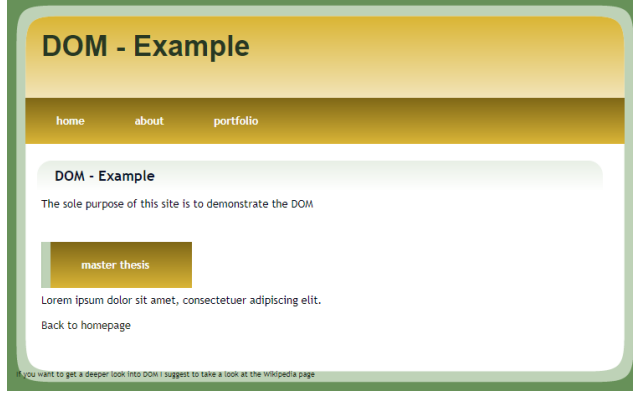 DOM - Example
home about portfolio
DOM - Example
The sole purpose of this site is to demonstrate the DOM
master thesis
Lorem ipsum dolor sit amet, consectetuer adipiscing elit.
Back to homepage
If you want to get a deeper look into DOM I suggest to take a look at the Wikipedia page